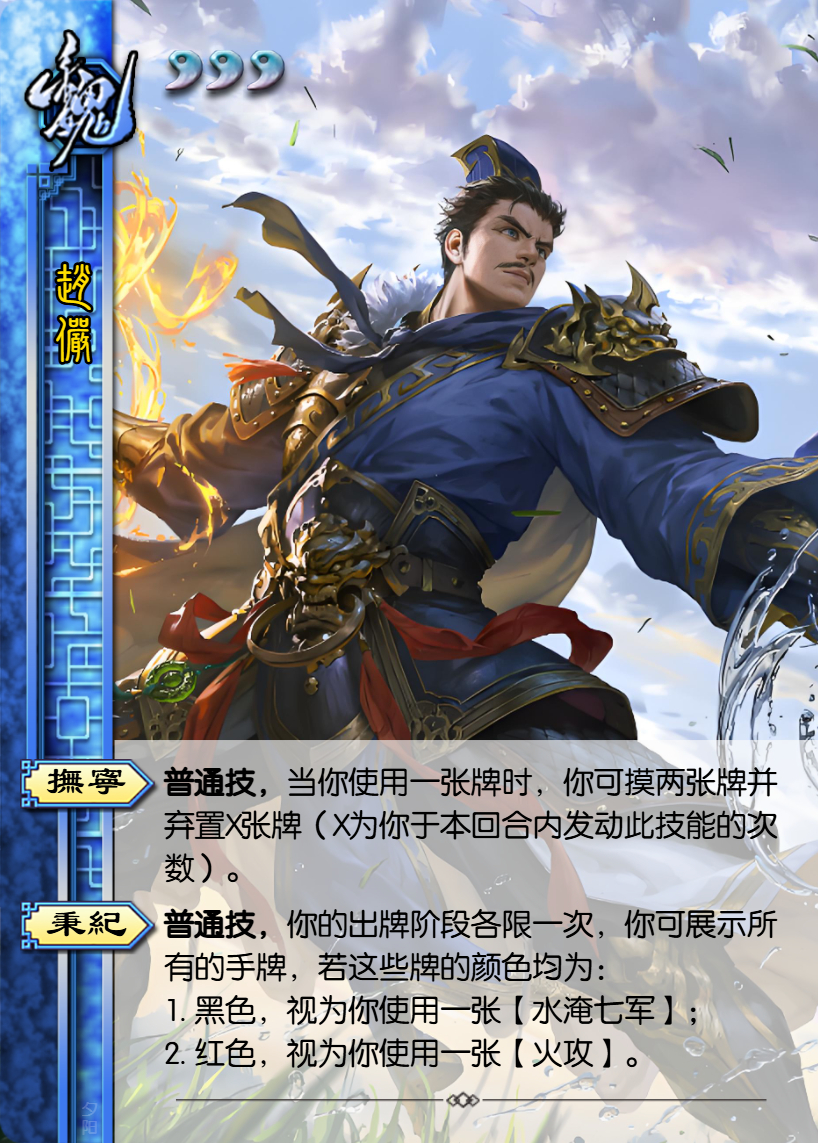 魏
趙儼
撫寧
普通技，当你使用一张牌时，你可摸两张牌并
弃置X张牌（X为你于本回合内发动此技能的次
数）。
秉紀
普通技，你的出牌阶段各限一次，你可展示所
有的手牌，若这些牌的颜色均为：
1. 黑色，视为你使用一张【水淹七军】；
2. 红色，视为你使用一张【火攻】。
夕阳